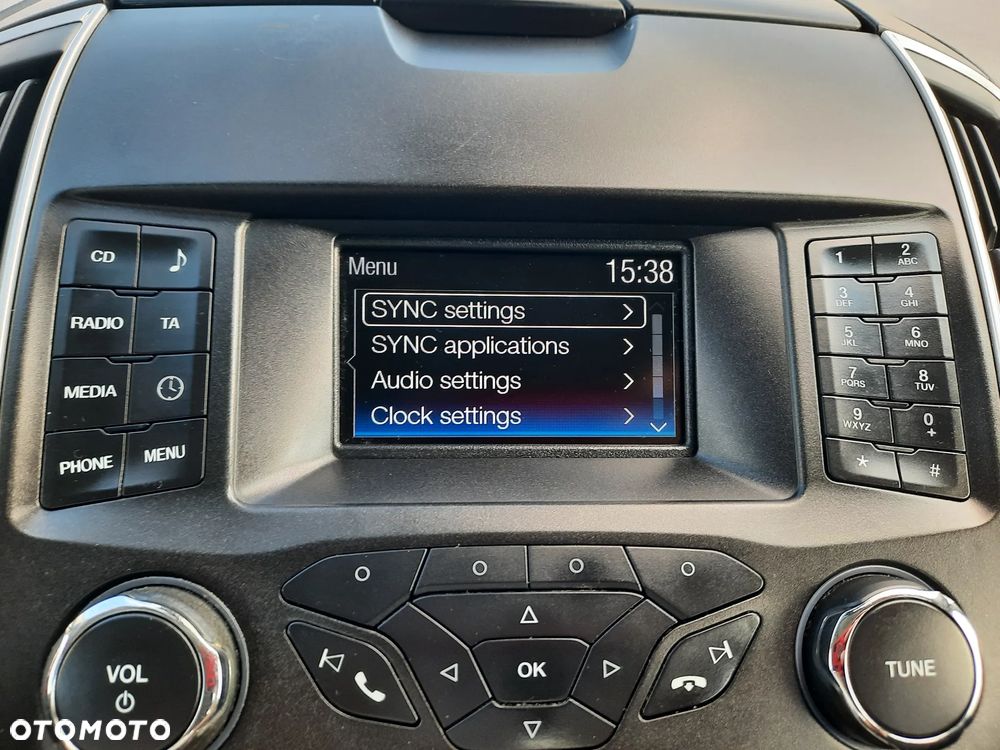 CD
RADIO TA
MEDIA
PHONE MENU
Menu 15:38
SYNC settings
SYNC applications
Audio settings
Clock settings
1 2 ABC
3 DEF 4 GHI
5 JKL 6 MNO
7 PQRS 8 TUV
9 WXYZ 0 +
* #
VOL
OK
TUNE
OTOMOTO